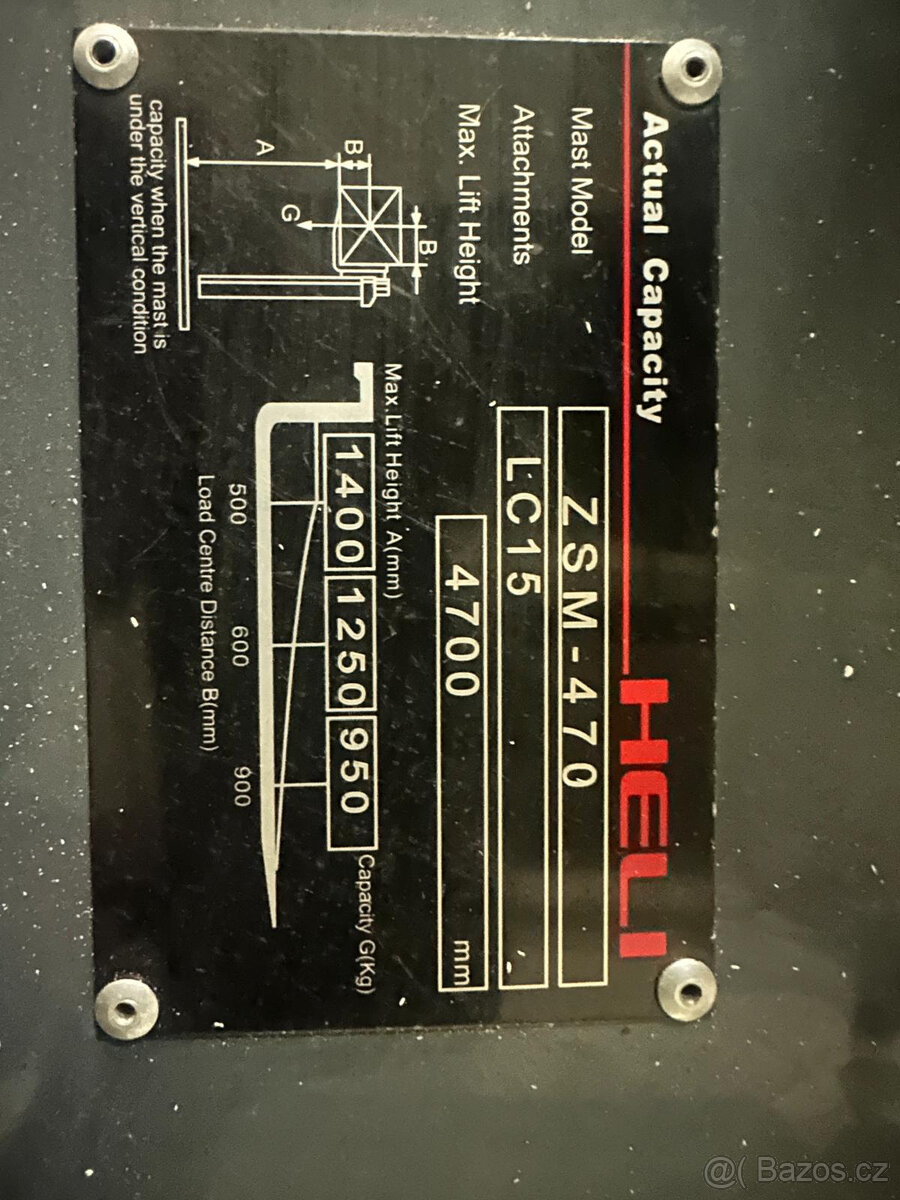 Actual Capacity HELI
Mast Model ZSM-470
Attachments LC15
Max. Lift Height 4700 mm
Max.Lift Height A(mm)
1400 1250 950 Capacity G(Kg)
500 600 900
Load Centre Distance B(mm)
B
B
G
A
capacity when the mast is
under the vertical condition
@( Bazos.cz